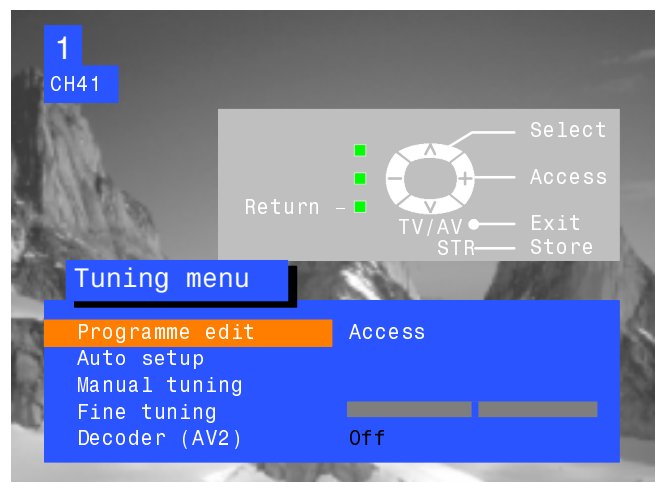 1
CH41
Select
Access
Return –
TV/AV
Exit
STR
Store
Tuning menu
Programme edit Access
Auto setup
Manual tuning
Fine tuning
Decoder (AV2) Off